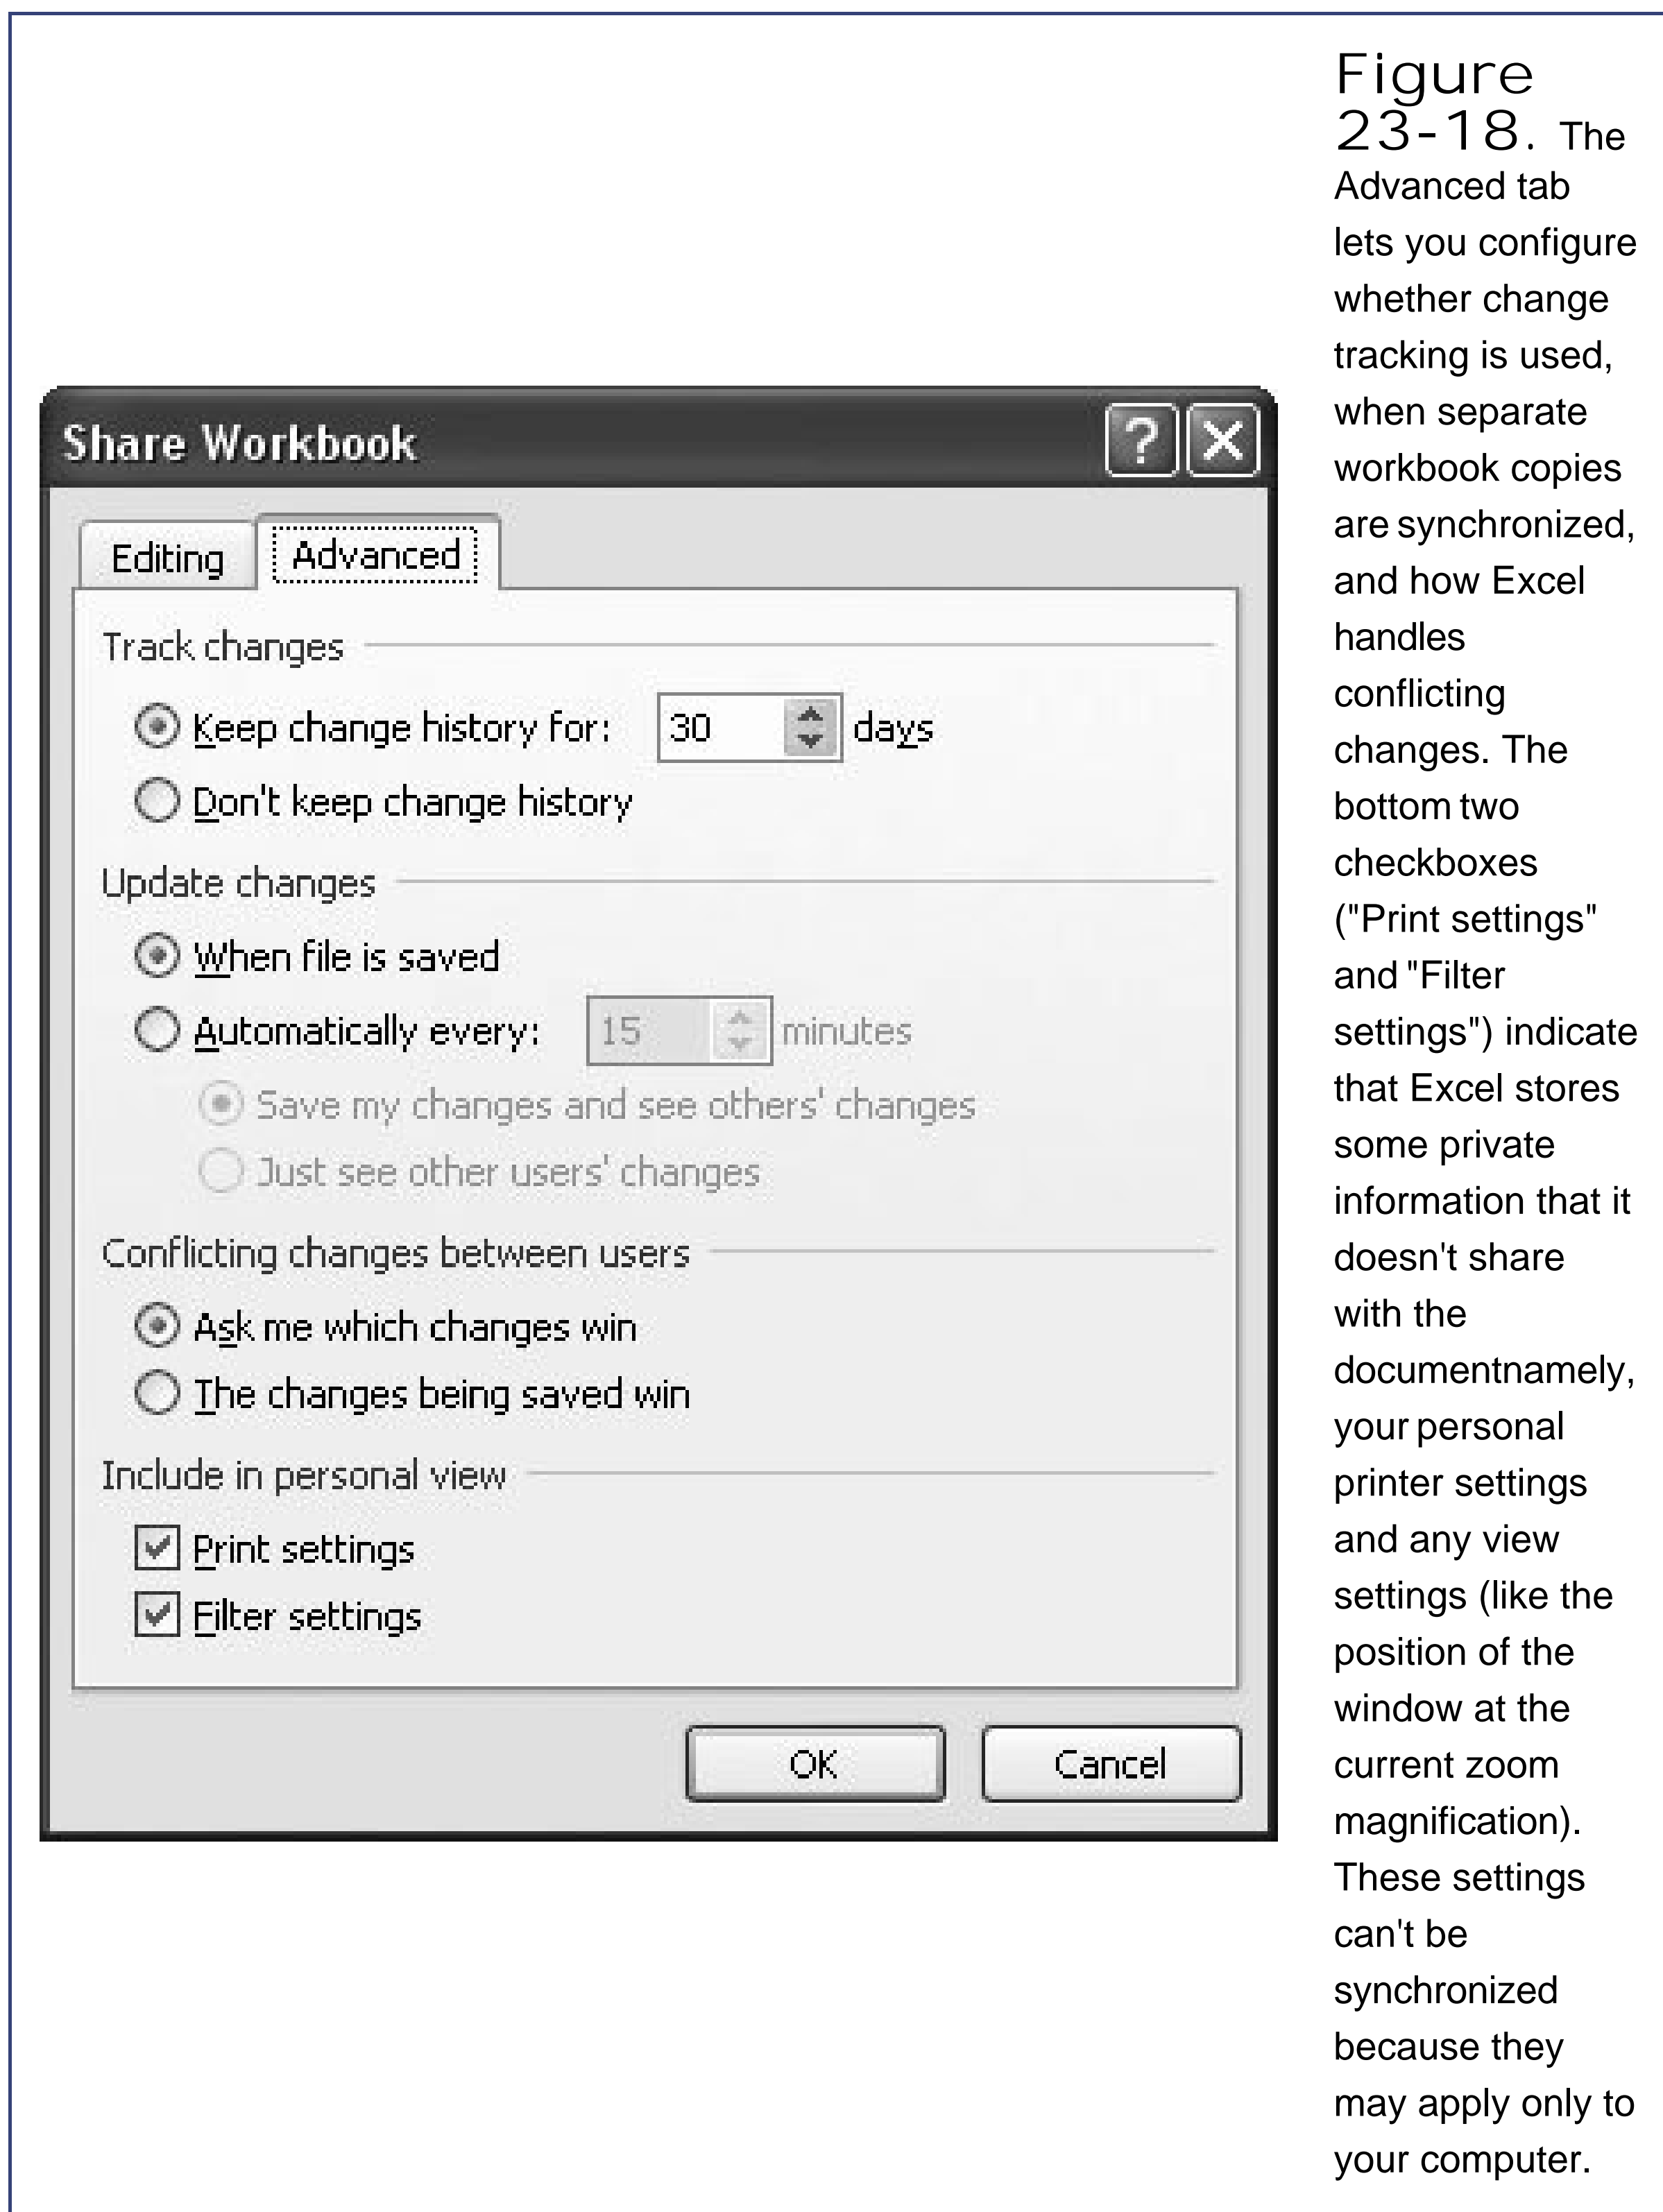 Figure
23-18. The
Advanced tab
lets you configure
whether change
tracking is used,
when separate
workbook copies
are synchronized,
and how Excel
handles
conflicting
changes. The
bottom two
checkboxes
("Print settings"
and "Filter
settings") indicate
that Excel stores
some private
information that it
doesn't share
with the
documentnamely,
your personal
printer settings
and any view
settings (like the
position of the
window at the
current zoom
magnification).
These settings
can't be
synchronized
because they
may apply only to
your computer.
Share Workbook
Editing Advanced
Track changes
Keep change history for: 30 days
Don't keep change history
Update changes
When file is saved
Automatically every: 15 minutes
Save my changes and see others' changes
Just see other users' changes
Conflicting changes between users
Ask me which changes win
The changes being saved win
Include in personal view
Print settings
Filter settings
OK Cancel